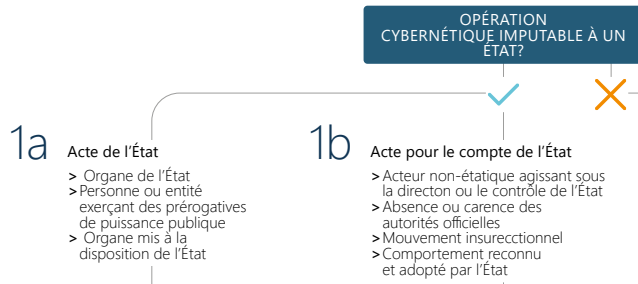 OPÉRATION
CYBERNÉTIQUE IMPUTABLE À UN
ÉTAT?
1a Acte de l'État
> Organe de l'État
> Personne ou entité
exerçant des prérogatives
de puissance publique
> Organe mis à la
disposition de l'État
1b Acte pour le compte de l'État
> Acteur non-étatique agissant sous
la directon ou le contrôle de l'État
> Absence ou carence des
autorités officielles
> Mouvement insurecctionnel
> Comportement reconnu
et adopté par l'État